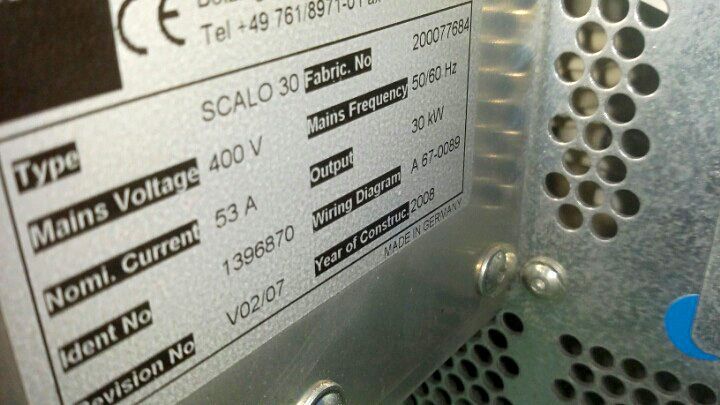 CE
Tel +49 761/8971-0
Type SCALO 30 Fabric. No 200077684
Mains Voltage 400 V Mains Frequency 50/60 Hz
Nomi. Current 53 A Output 30 kW
Ident No 1396870 Wiring Diagram A 67-0089
Revision No V02/07 Year of Construc. 2008
MADE IN GERMANY